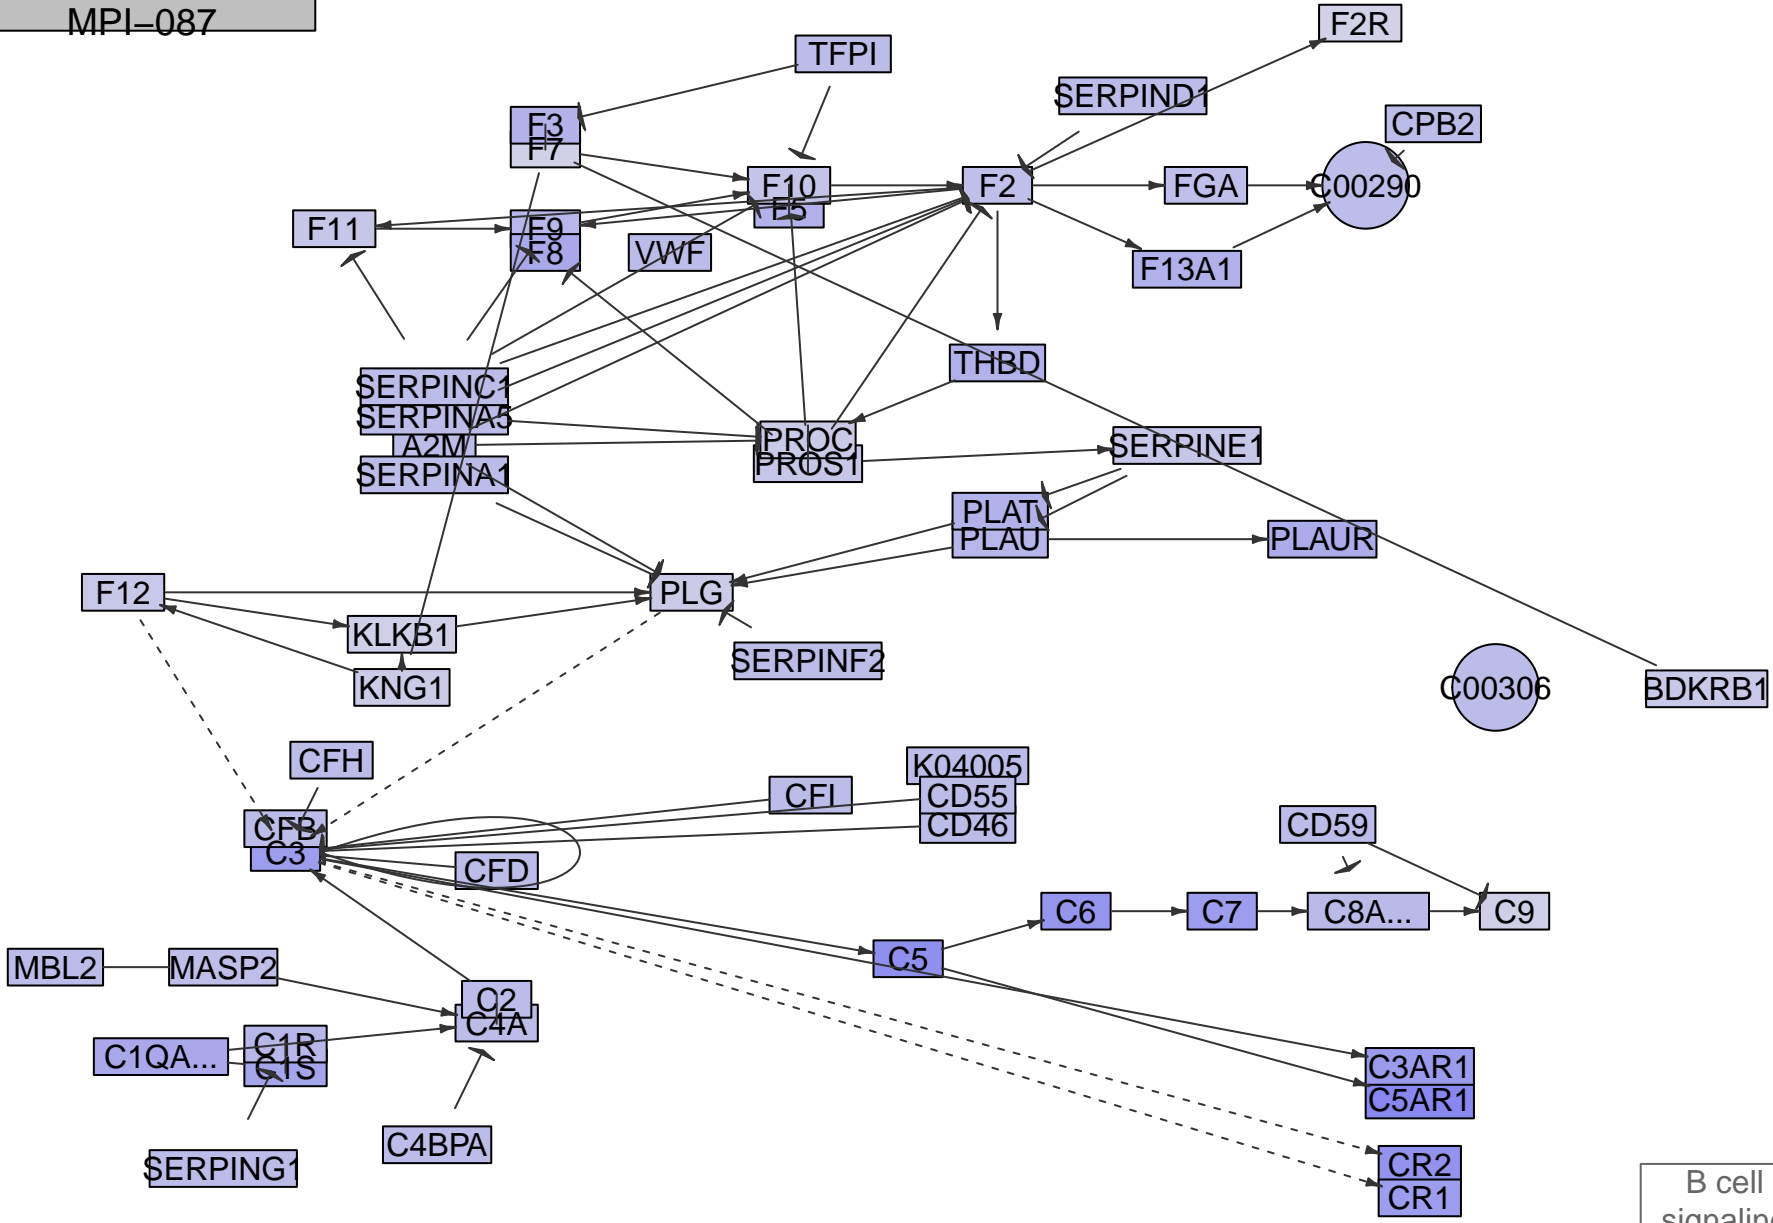 MPI–087
F2R
TFPI
SERPIND1
CPB2
F3
F7
F10
F5
F2
FGA
C00290
F11
F9
F8
VWF
F13A1
THBD
SERPINC1
SERPINA5
A2M
SERPINA1
PROC
PROS1
SERPINE1
PLAT
PLAU
PLAUR
F12
PLG
KLKB1
KNG1
SERPINF2
C00306
BDKRB1
CFH
K04005
CFI
CD55
CD46
CFB
C3
CFD
CD59
C6
C7
C8A...
C9
C5
MBL2
MASP2
C2
C4A
C1QA...
C1R
C1S
C3AR1
C5AR1
C4BPA
SERPING1
CR2
CR1
B cell
signaling